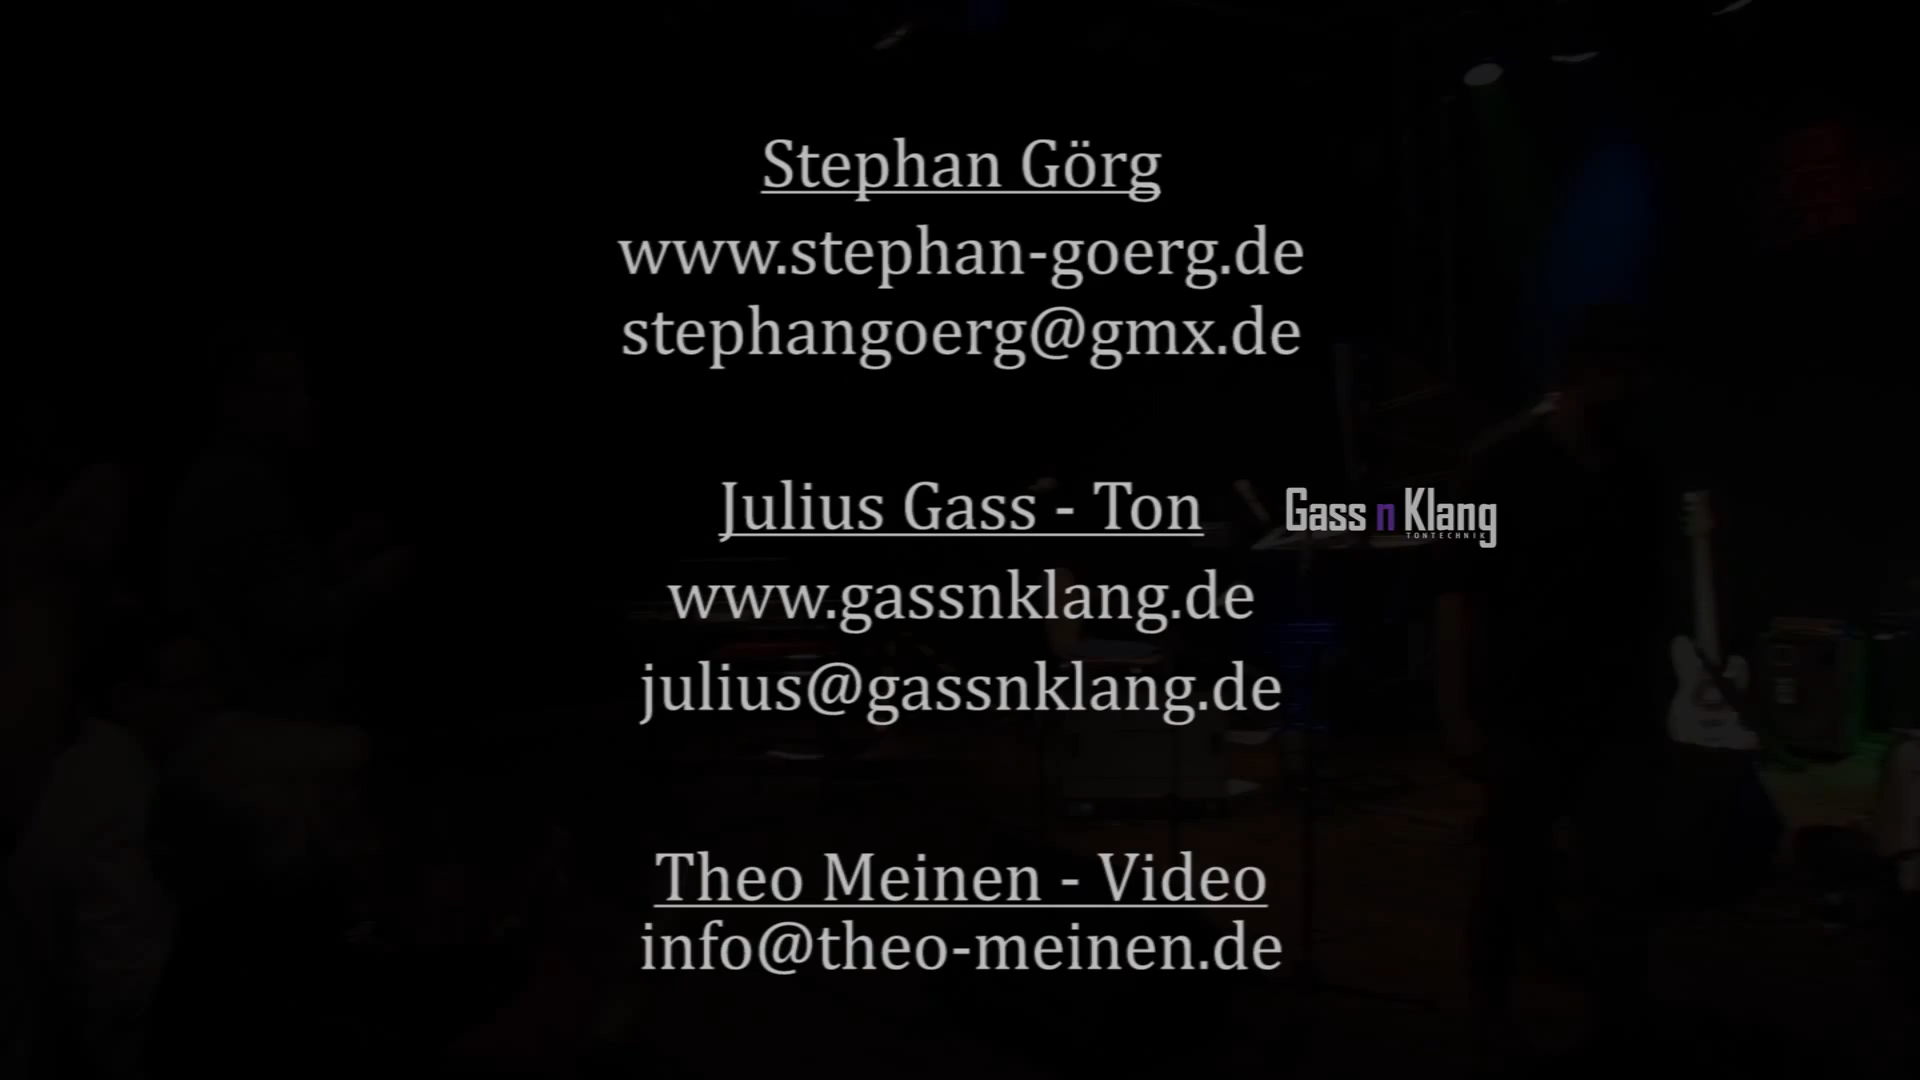 Stephan Görg
www.stephan-goerg.de
stephangoerg@gmx.de
Julius Gass - Ton
Gass n Klang
TONTECHNIK
www.gassnklang.de
julius@gassnklang.de
Theo Meinen - Video
info@theo-meinen.de